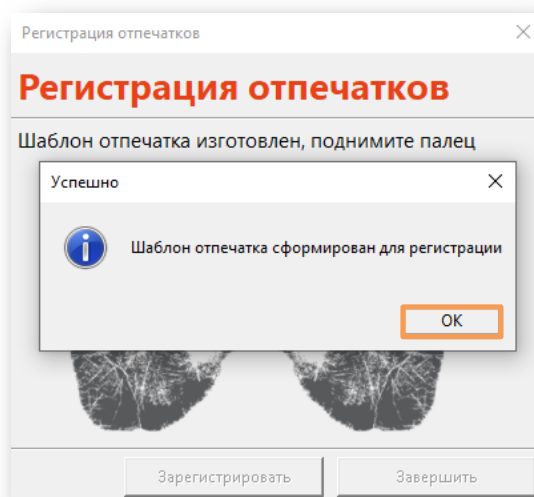 Регистрация отпечатков
Регистрация отпечатков
Шаблон отпечатка изготовлен, поднимите палец
Успешно
Шаблон отпечатка сформирован для регистрации
OK
Зарегистрировать
Завершить